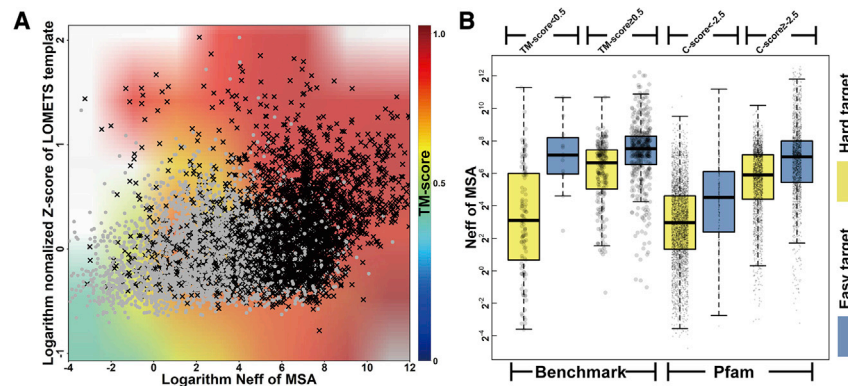 A
Logarithm nomalized Z-score of LOMETS template
2
1
0
-1
-4
-2
0
2
4
6
8
10
12
Logarithm Neff of MSA
1.0
0.5
0
TM-score
B
TM-score<0.5
TM-score≥0.5
C-score<-2.5
C-score≥-2.5
Neff of MSA
2^12
2^10
2^8
2^6
2^4
2^2
2^0
2^-2
2^-4
Benchmark
Pfam
Hard target
Easy target